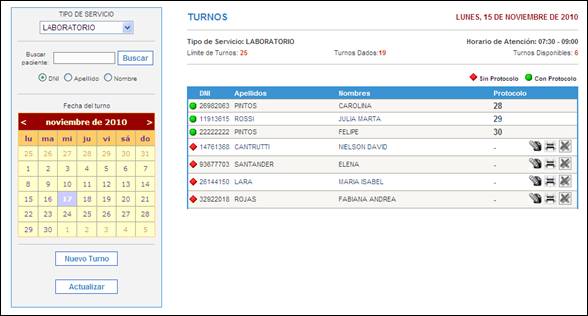 TIPO DE SERVICIO
LABORATORIO
Buscar paciente:
Buscar
DNI Apellido Nombre
Fecha del turno
< noviembre de 2010 >
lu ma mi ju vi sá do
25 26 27 28 29 30 31
1 2 3 4 5 6 7
8 9 10 11 12 13 14
15 16 17 18 19 20 21
22 23 24 25 26 27 28
29 30 1 2 3 4 5
Nuevo Turno
Actualizar
TURNOS LUNES, 15 DE NOVIEMBRE DE 2010
Tipo de Servicio: LABORATORIO Horario de Atención: 07:30 - 09:00
Límite de Turnos: 25 Turnos Dados:19 Turnos Disponibles: 6
Sin Protocolo Con Protocolo
DNI Apellidos Nombres Protocolo
26982063 PINTOS CAROLINA 28
11913615 ROSSI JULIA MARTA 29
22222222 PINTOS FELIPE 30
14761368 CANTRUTTI NELSON DAVID -
93677703 SANTANDER ELENA -
26144150 LARA MARIA ISABEL -
32922018 ROJAS FABIANA ANDREA -